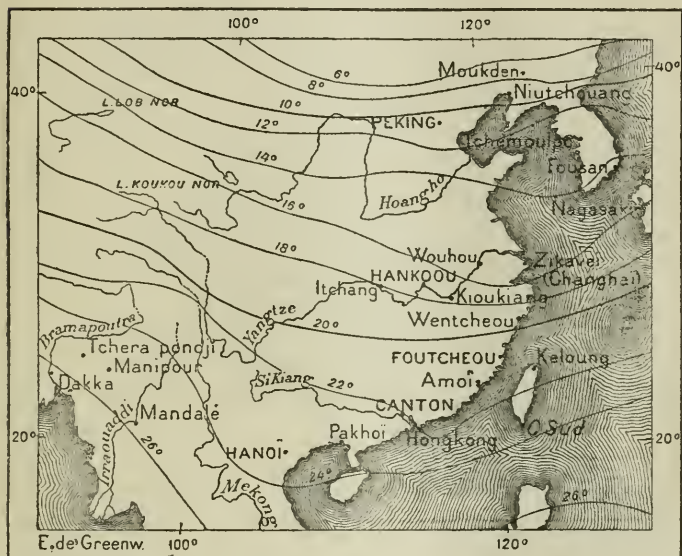 100° 120°
40° 6° Moukden 40°
8° Niutchouang
L. LOB NOR 10° PEKING
12° Tchemoulpo
14° Fousan
L. KOUKOU NOR Hoangho Nagasaxi
16°
18° Wouhou Zikavei
HANKOOU (Changhai)
Itchang Kioukiang
Yangtze 20° Wentcheou
Bramapoutra
Tchera pondji FOUTCHEOU Keloung
Manipour Si Kiang 22° Amoï
Dakka CANTON
Mandalé C. Sud
20° Irraouaddi 26° HANOÏ Pakhoï Hongkong 20°
24°
Mekong 26°
E. de Greenw. 100° 120°